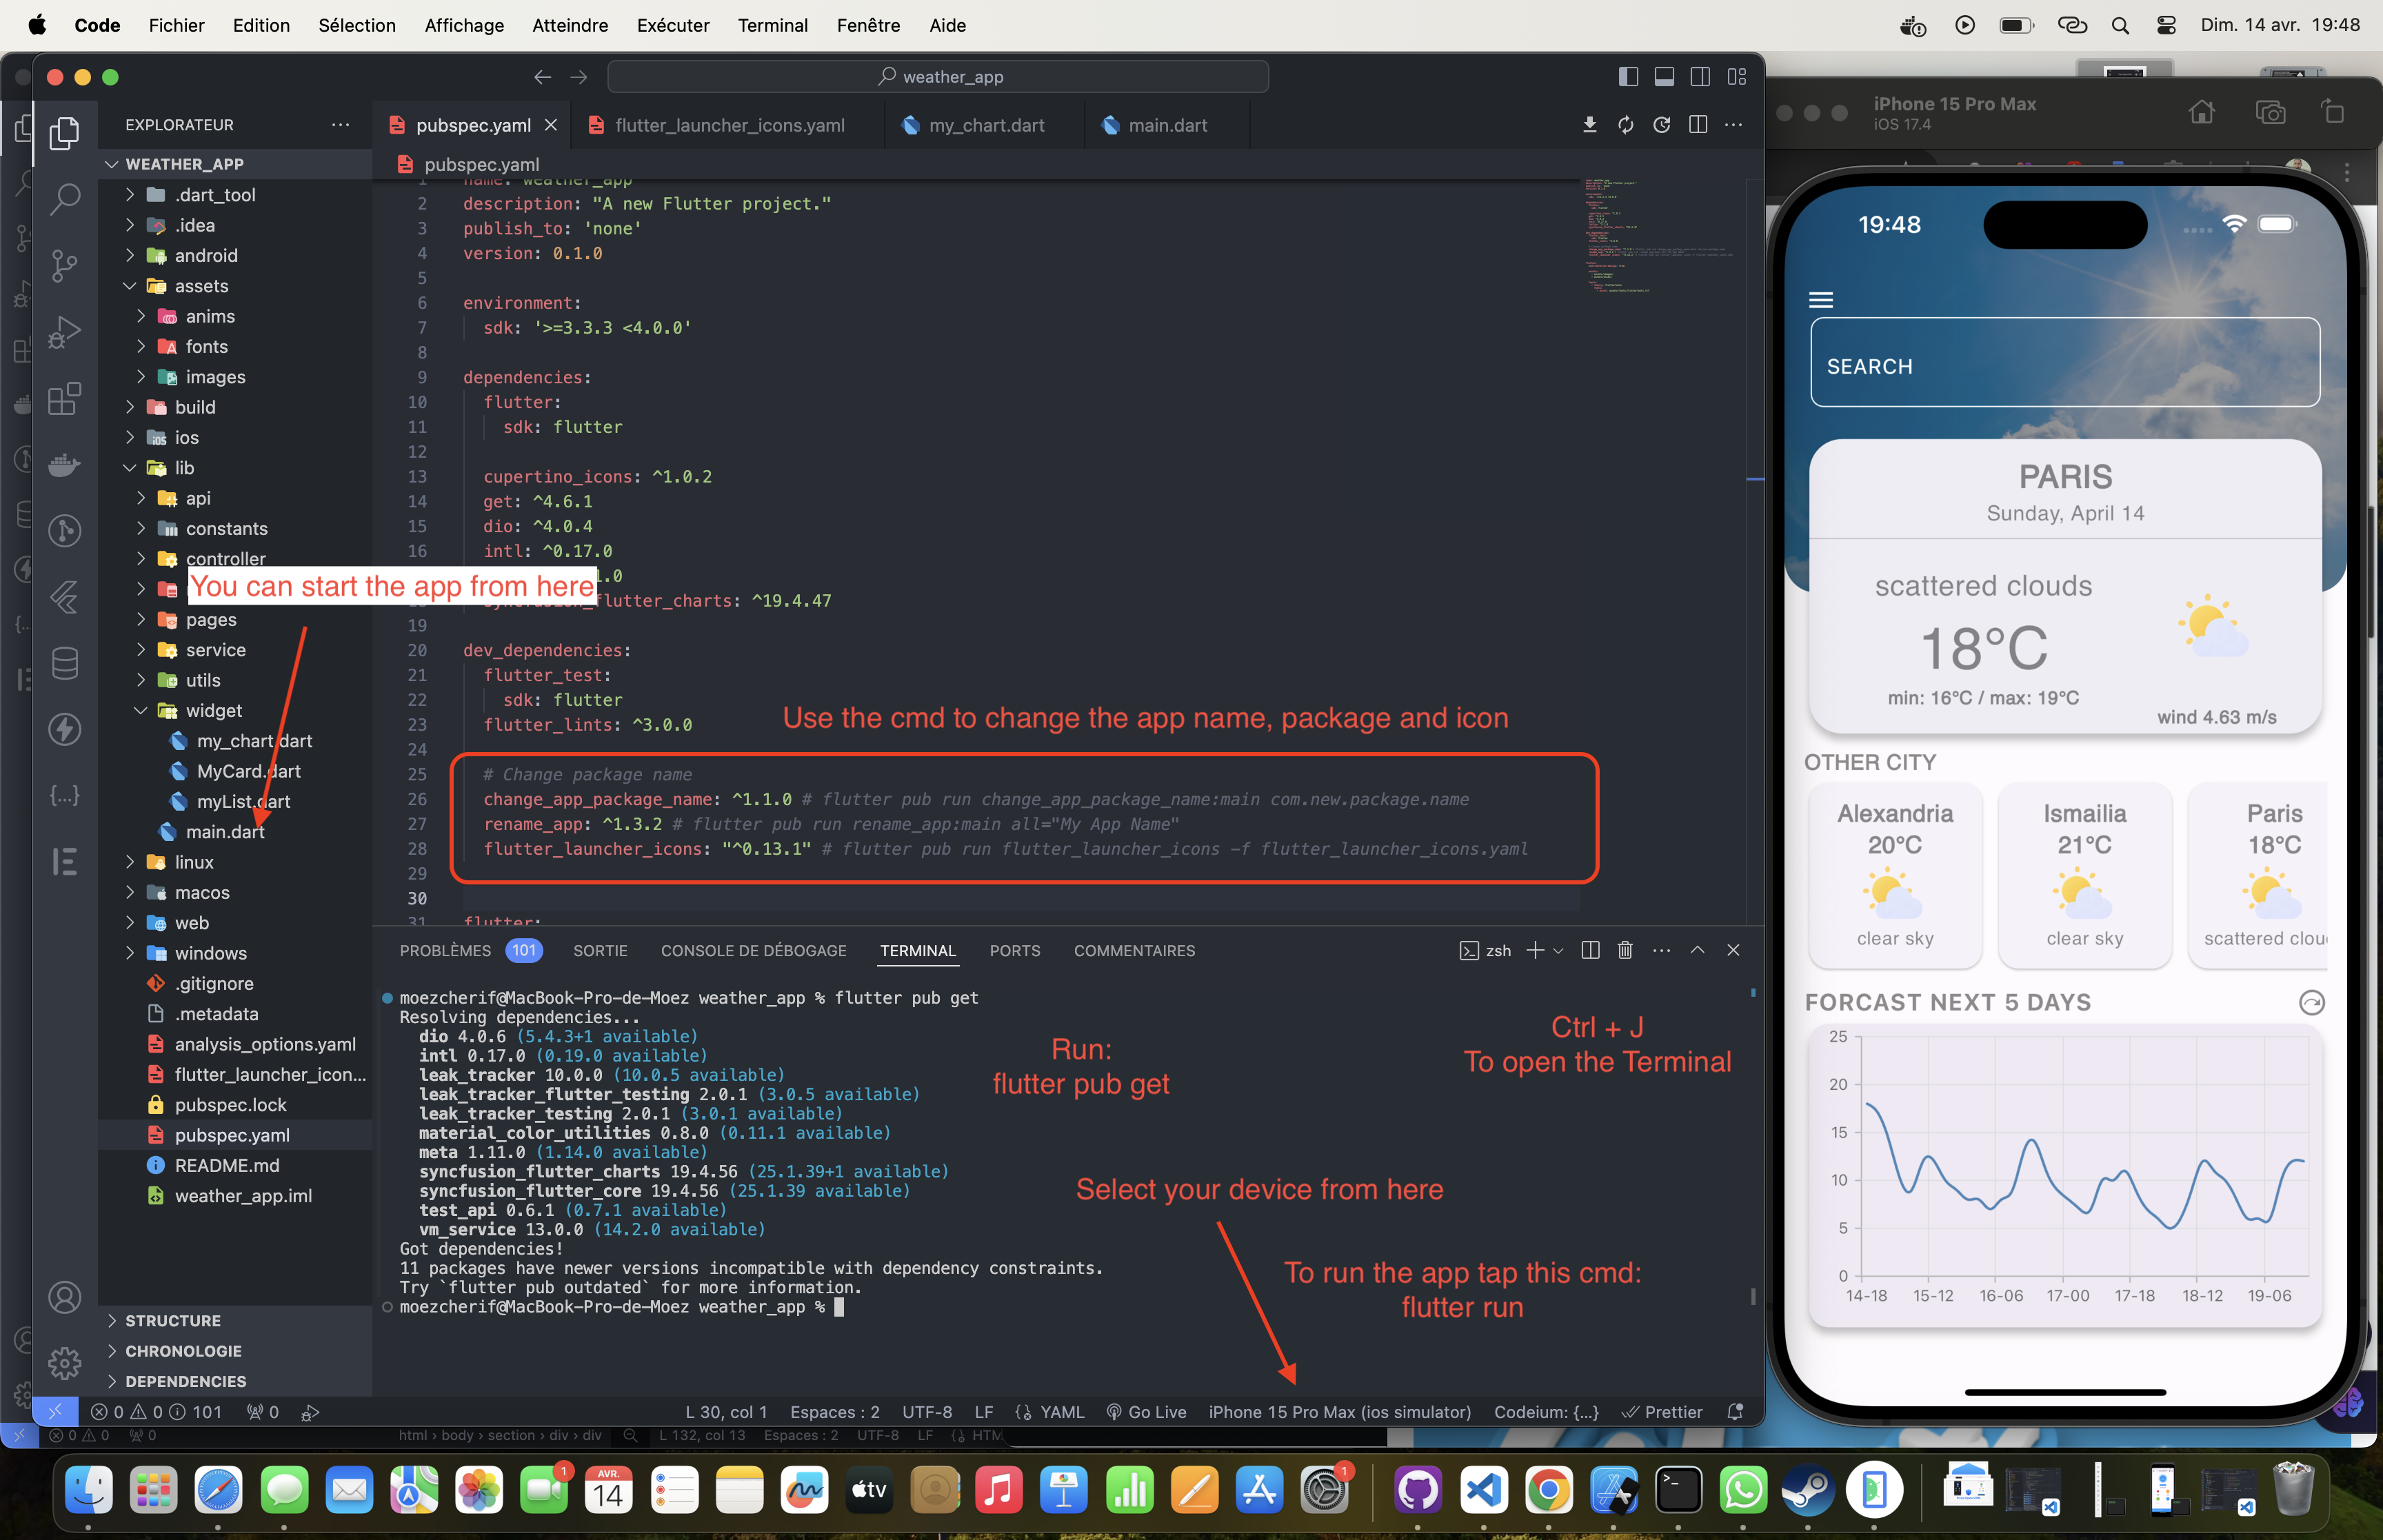 Code Fichier Edition Sélection Affichage Atteindre Exécuter Terminal Fenêtre Aide Dim. 14 avr. 19:48
weather_app
EXPLORATEUR
WEATHER_APP
.dart_tool
.idea
android
assets
anims
fonts
images
build
ios
lib
api
constants
controller
You can start the app from here
pages
service
utils
widget
my_chart.dart
MyCard.dart
myList.dart
main.dart
linux
macos
web
windows
.gitignore
.metadata
analysis_options.yaml
flutter_launcher_icon...
pubspec.lock
pubspec.yaml
README.md
weather_app.iml
STRUCTURE
CHRONOLOGIE
DEPENDENCIES
pubspec.yaml flutter_launcher_icons.yaml my_chart.dart main.dart
pubspec.yaml
1 name: weather_app
2 description: "A new Flutter project."
3 publish_to: 'none'
4 version: 0.1.0
5
6 environment:
7 sdk: '>=3.3.3 <4.0.0'
8
9 dependencies:
10 flutter:
11 sdk: flutter
12
13 cupertino_icons: ^1.0.2
14 get: ^4.6.1
15 dio: ^4.0.4
16 intl: ^0.17.0
1.0
flutter_charts: ^19.4.47
19
20 dev_dependencies:
21 flutter_test:
22 sdk: flutter
23 flutter_lints: ^3.0.0
Use the cmd to change the app name, package and icon
24
25 # Change package name
26 change_app_package_name: ^1.1.0 # flutter pub run change_app_package_name:main com.new.package.name
27 rename_app: ^1.3.2 # flutter pub run rename_app:main all="My App Name"
28 flutter_launcher_icons: "^0.13.1" # flutter pub run flutter_launcher_icons -f flutter_launcher_icons.yaml
29
30
31 flutter:
PROBLÈMES 101 SORTIE CONSOLE DE DÉBOGAGE TERMINAL PORTS COMMENTAIRES zsh
moezcherif@MacBook-Pro-de-Moez weather_app % flutter pub get
Resolving dependencies...
dio 4.0.6 (5.4.3+1 available)
intl 0.17.0 (0.19.0 available)
leak_tracker 10.0.0 (10.0.5 available)
leak_tracker_flutter_testing 2.0.1 (3.0.5 available)
leak_tracker_testing 2.0.1 (3.0.1 available)
material_color_utilities 0.8.0 (0.11.1 available)
meta 1.11.0 (1.14.0 available)
syncfusion_flutter_charts 19.4.56 (25.1.39+1 available)
syncfusion_flutter_core 19.4.56 (25.1.39 available)
test_api 0.6.1 (0.7.1 available)
vm_service 13.0.0 (14.2.0 available)
Got dependencies!
11 packages have newer versions incompatible with dependency constraints.
Try `flutter pub outdated` for more information.
moezcherif@MacBook-Pro-de-Moez weather_app %
Run:
flutter pub get
Ctrl + J
To open the Terminal
Select your device from here
To run the app tap this cmd:
flutter run
0 0 101 0 L 30, col 1 Espaces : 2 UTF-8 LF YAML Go Live iPhone 15 Pro Max (ios simulator) Codeium: {...} Prettier
0 0 0 html › body › section › div › div L 132, col 13 Espaces : 2 UTF-8 LF HTM
iPhone 15 Pro Max
iOS 17.4
19:48
SEARCH
PARIS
Sunday, April 14
scattered clouds
18°C
min: 16°C / max: 19°C
wind 4.63 m/s
OTHER CITY
Alexandria Ismailia Paris
20°C 21°C 18°C
clear sky clear sky scattered clou
FORCAST NEXT 5 DAYS
25
20
15
10
5
0
14-18 15-12 16-06 17-00 17-18 18-12 19-06
1 AVR. 14 tv 1